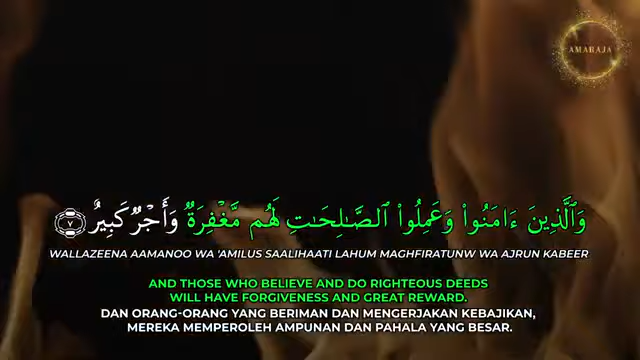 AMARAJA
وَٱلَّذِينَ ءَامَنُوا۟ وَعَمِلُوا۟ ٱلصَّـٰلِحَـٰتِ لَهُم مَّغْفِرَةٌ وَأَجْرٌ كَبِيرٌ ٧
WALLAZEENA AAMANOO WA 'AMILUS SAALIHAATI LAHUM MAGHFIRATUNW WA AJRUN KABEER
AND THOSE WHO BELIEVE AND DO RIGHTEOUS DEEDS
WILL HAVE FORGIVENESS AND GREAT REWARD.
DAN ORANG-ORANG YANG BERIMAN DAN MENGERJAKAN KEBAJIKAN,
MEREKA MEMPEROLEH AMPUNAN DAN PAHALA YANG BESAR.